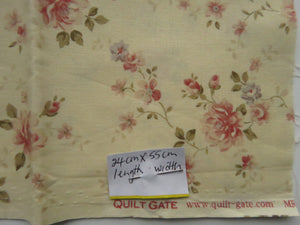 24cm X 55cm
length . width
QUILT GATE www.quilt-gate.com